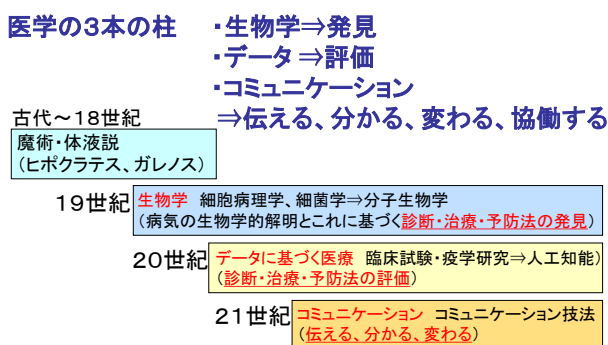 医学の3本の柱 ・生物学⇒発見
・データ⇒評価
・コミュニケーション
⇒伝える、分かる、変わる、協働する
古代~18世紀
魔術・体液説
(ヒポクラテス、ガレノス)
19世紀
生物学 細胞病理学、細菌学⇒分子生物学
(病気の生物学的解明とこれに基づく診断・治療・予防法の発見)
20世紀
データに基づく医療 臨床試験・疫学研究⇒人工知能)
(診断・治療・予防法の評価)
21世紀
コミュニケーション コミュニケーション技法
(伝える、分かる、変わる)